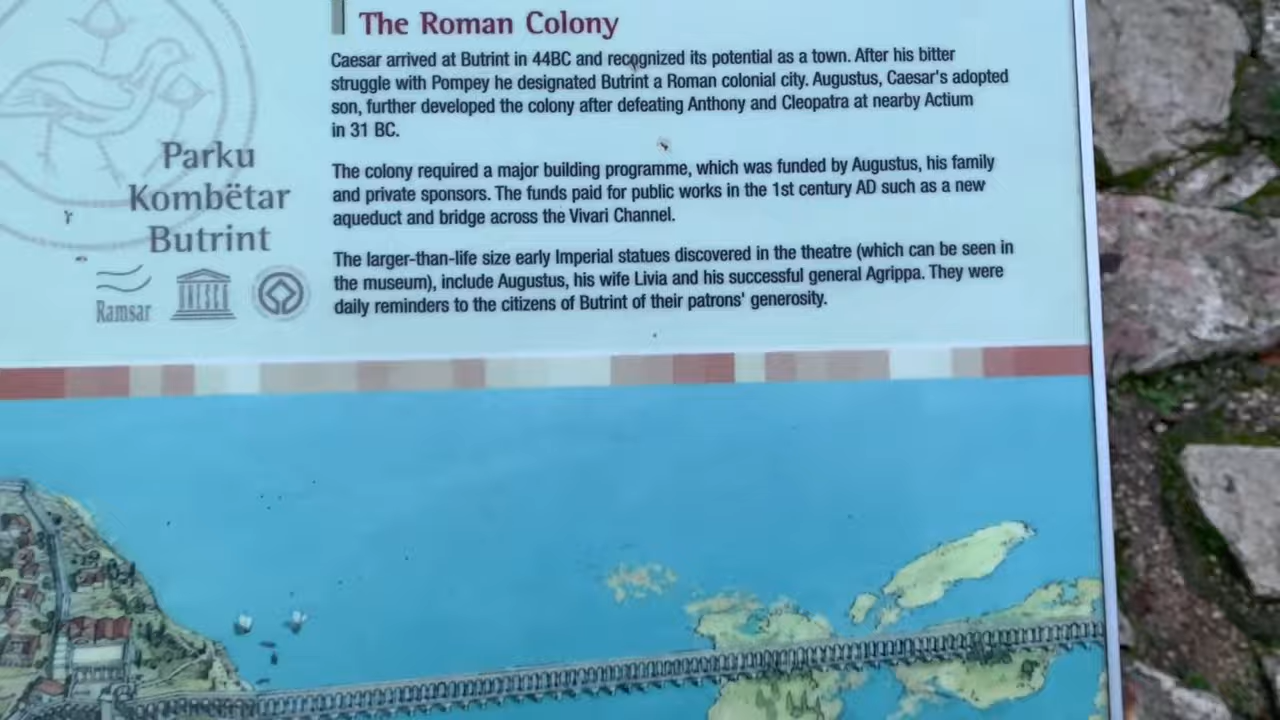 The Roman Colony
Caesar arrived at Butrint in 44BC and recognized its potential as a town. After his bitter
struggle with Pompey he designated Butrint a Roman colonial city. Augustus, Caesar's adopted
son, further developed the colony after defeating Anthony and Cleopatra at nearby Actium
in 31 BC.
The colony required a major building programme, which was funded by Augustus, his family
and private sponsors. The funds paid for public works in the 1st century AD such as a new
aqueduct and bridge across the Vivari Channel.
The larger-than-life size early Imperial statues discovered in the theatre (which can be seen in
the museum), include Augustus, his wife Livia and his successful general Agrippa. They were
daily reminders to the citizens of Butrint of their patrons' generosity.
Parku
Kombëtar
Butrint
Ramsar
UNESCO